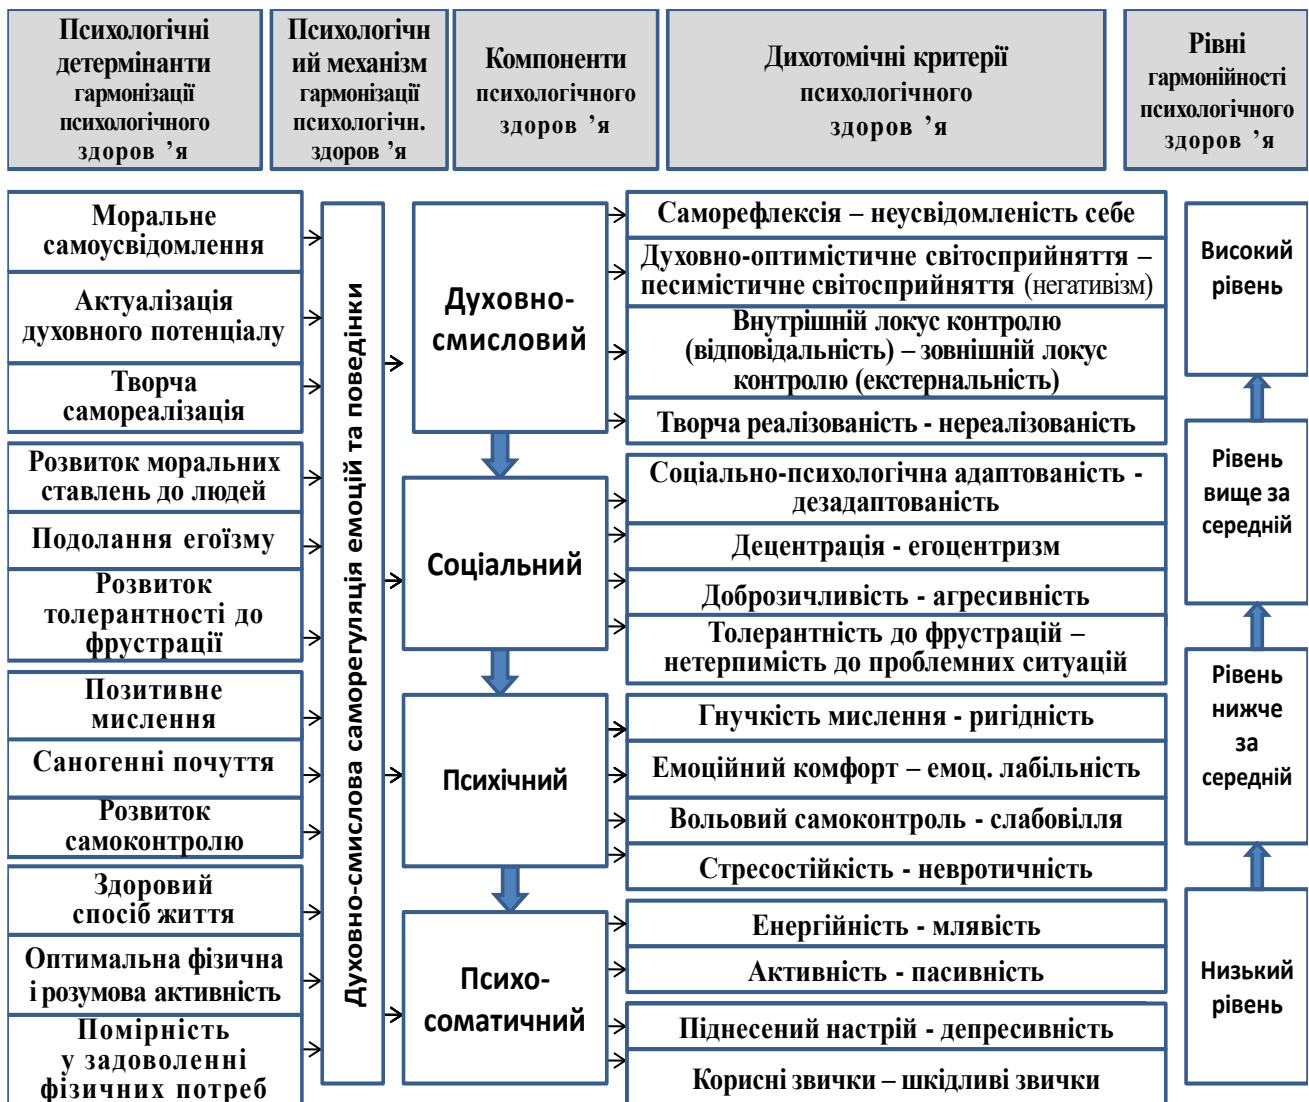 Психологічні
детермінанти
гармонізації
психологічного
здоров ’я
Психологічн
ий механізм
гармонізації
психологічн.
здоров ’я
Компоненти
психологічного
здоров ’я
Дихотомічні критерії
психологічного
здоров ’я
Рівні
гармонійності
психологічного
здоров ’я
Моральне
самоусвідомлення
Актуалізація
духовного потенціалу
Творча
самореалізація
Розвиток моральних
ставлень до людей
Подолання егоїзму
Розвиток
толерантності до
фрустрації
Позитивне
мислення
Саногенні почуття
Розвиток
самоконтролю
Здоровий
спосіб життя
Оптимальна фізична
і розумова активність
Помірність
у задоволенні
фізичних потреб
Духовно-смислова саморегуляція емоцій та поведінки
Духовно-
смисловий
Соціальний
Психічний
Психо-
соматичний
Саморефлексія – неусвідомленість себе
Духовно-оптимістичне світосприйняття –
песимістичне світосприйняття (негативізм)
Внутрішній локус контролю
(відповідальність) – зовнішній локус
контролю (екстернальність)
Творча реалізованість - нереалізованість
Соціально-психологічна адаптованість -
дезадаптованість
Децентрація - егоцентризм
Доброзичливість - агресивність
Толерантність до фрустрацій –
нетерпимість до проблемних ситуацій
Гнучкість мислення - ригідність
Емоційний комфорт – емоц. лабільність
Вольовий самоконтроль - слабовілля
Стресостійкість - невротичність
Енергійність - млявість
Активність - пасивність
Піднесений настрій - депресивність
Корисні звички – шкідливі звички
Високий
рівень
Рівень
вище за
середній
Рівень
нижче
за
середній
Низький
рівень